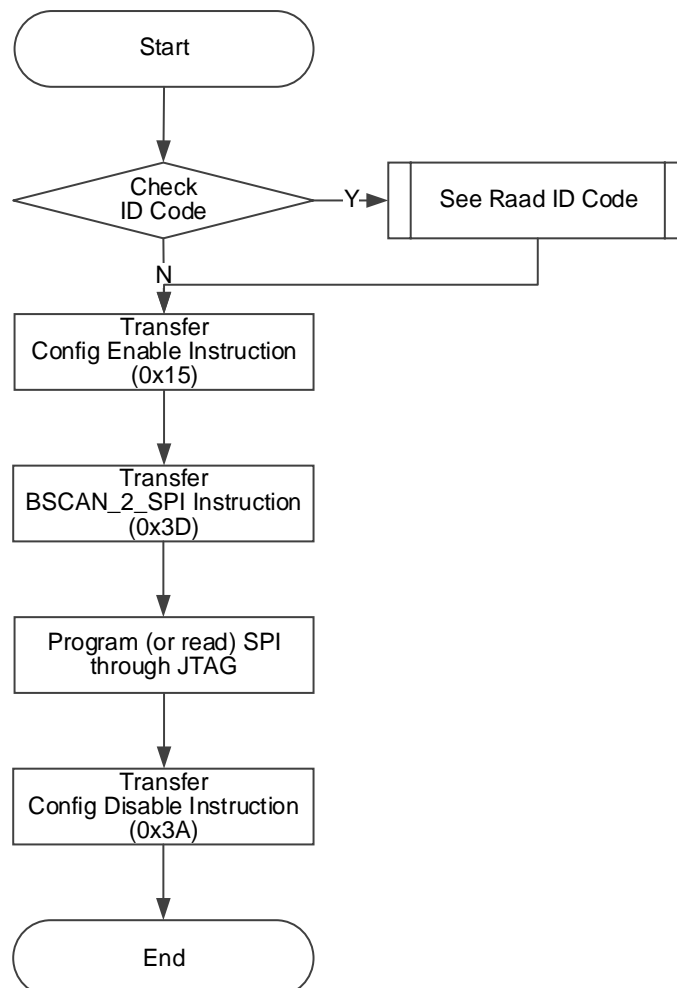 Start
Check
ID Code
Y
See Raad ID Code
N
Transfer
Config Enable Instruction
(0x15)
Transfer
BSCAN_2_SPI Instruction
(0x3D)
Program (or read) SPI
through JTAG
Transfer
Config Disable Instruction
(0x3A)
End